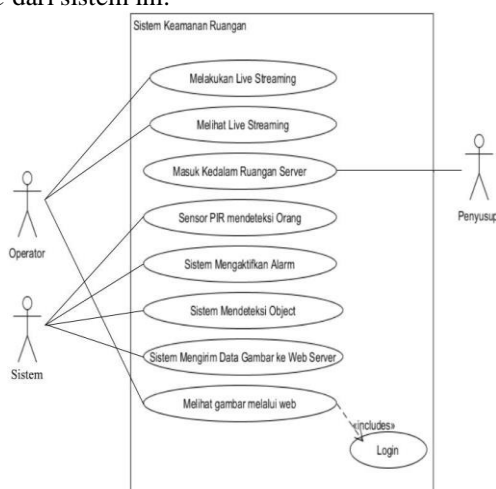 dari sistem ini.
Sistem Keamanan Ruangan
Melakukan Live Streaming
Melihat Live Streaming
Masuk Kedalam Ruangan Server
Penyusup
Sensor PIR mendeteksi Orang
Operator
Sistem Mengaktifkan Alarm
Sistem Mendeteksi Object
Sistem Mengirim Data Gambar ke Web Server
Sistem
Melihat gambar melalui web
«includes»
Login